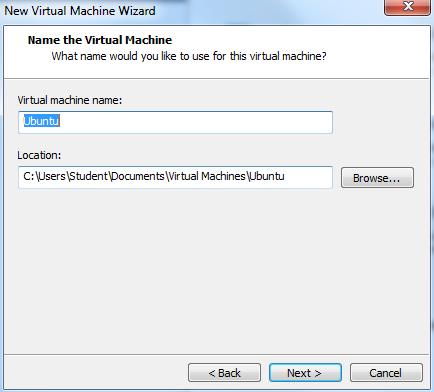 New Virtual Machine Wizard
Name the Virtual Machine
What name would you like to use for this virtual machine?
Virtual machine name:
Ubuntu
Location:
C:\Users\Student\Documents\Virtual Machines\Ubuntu
Browse...
< Back
Next >
Cancel